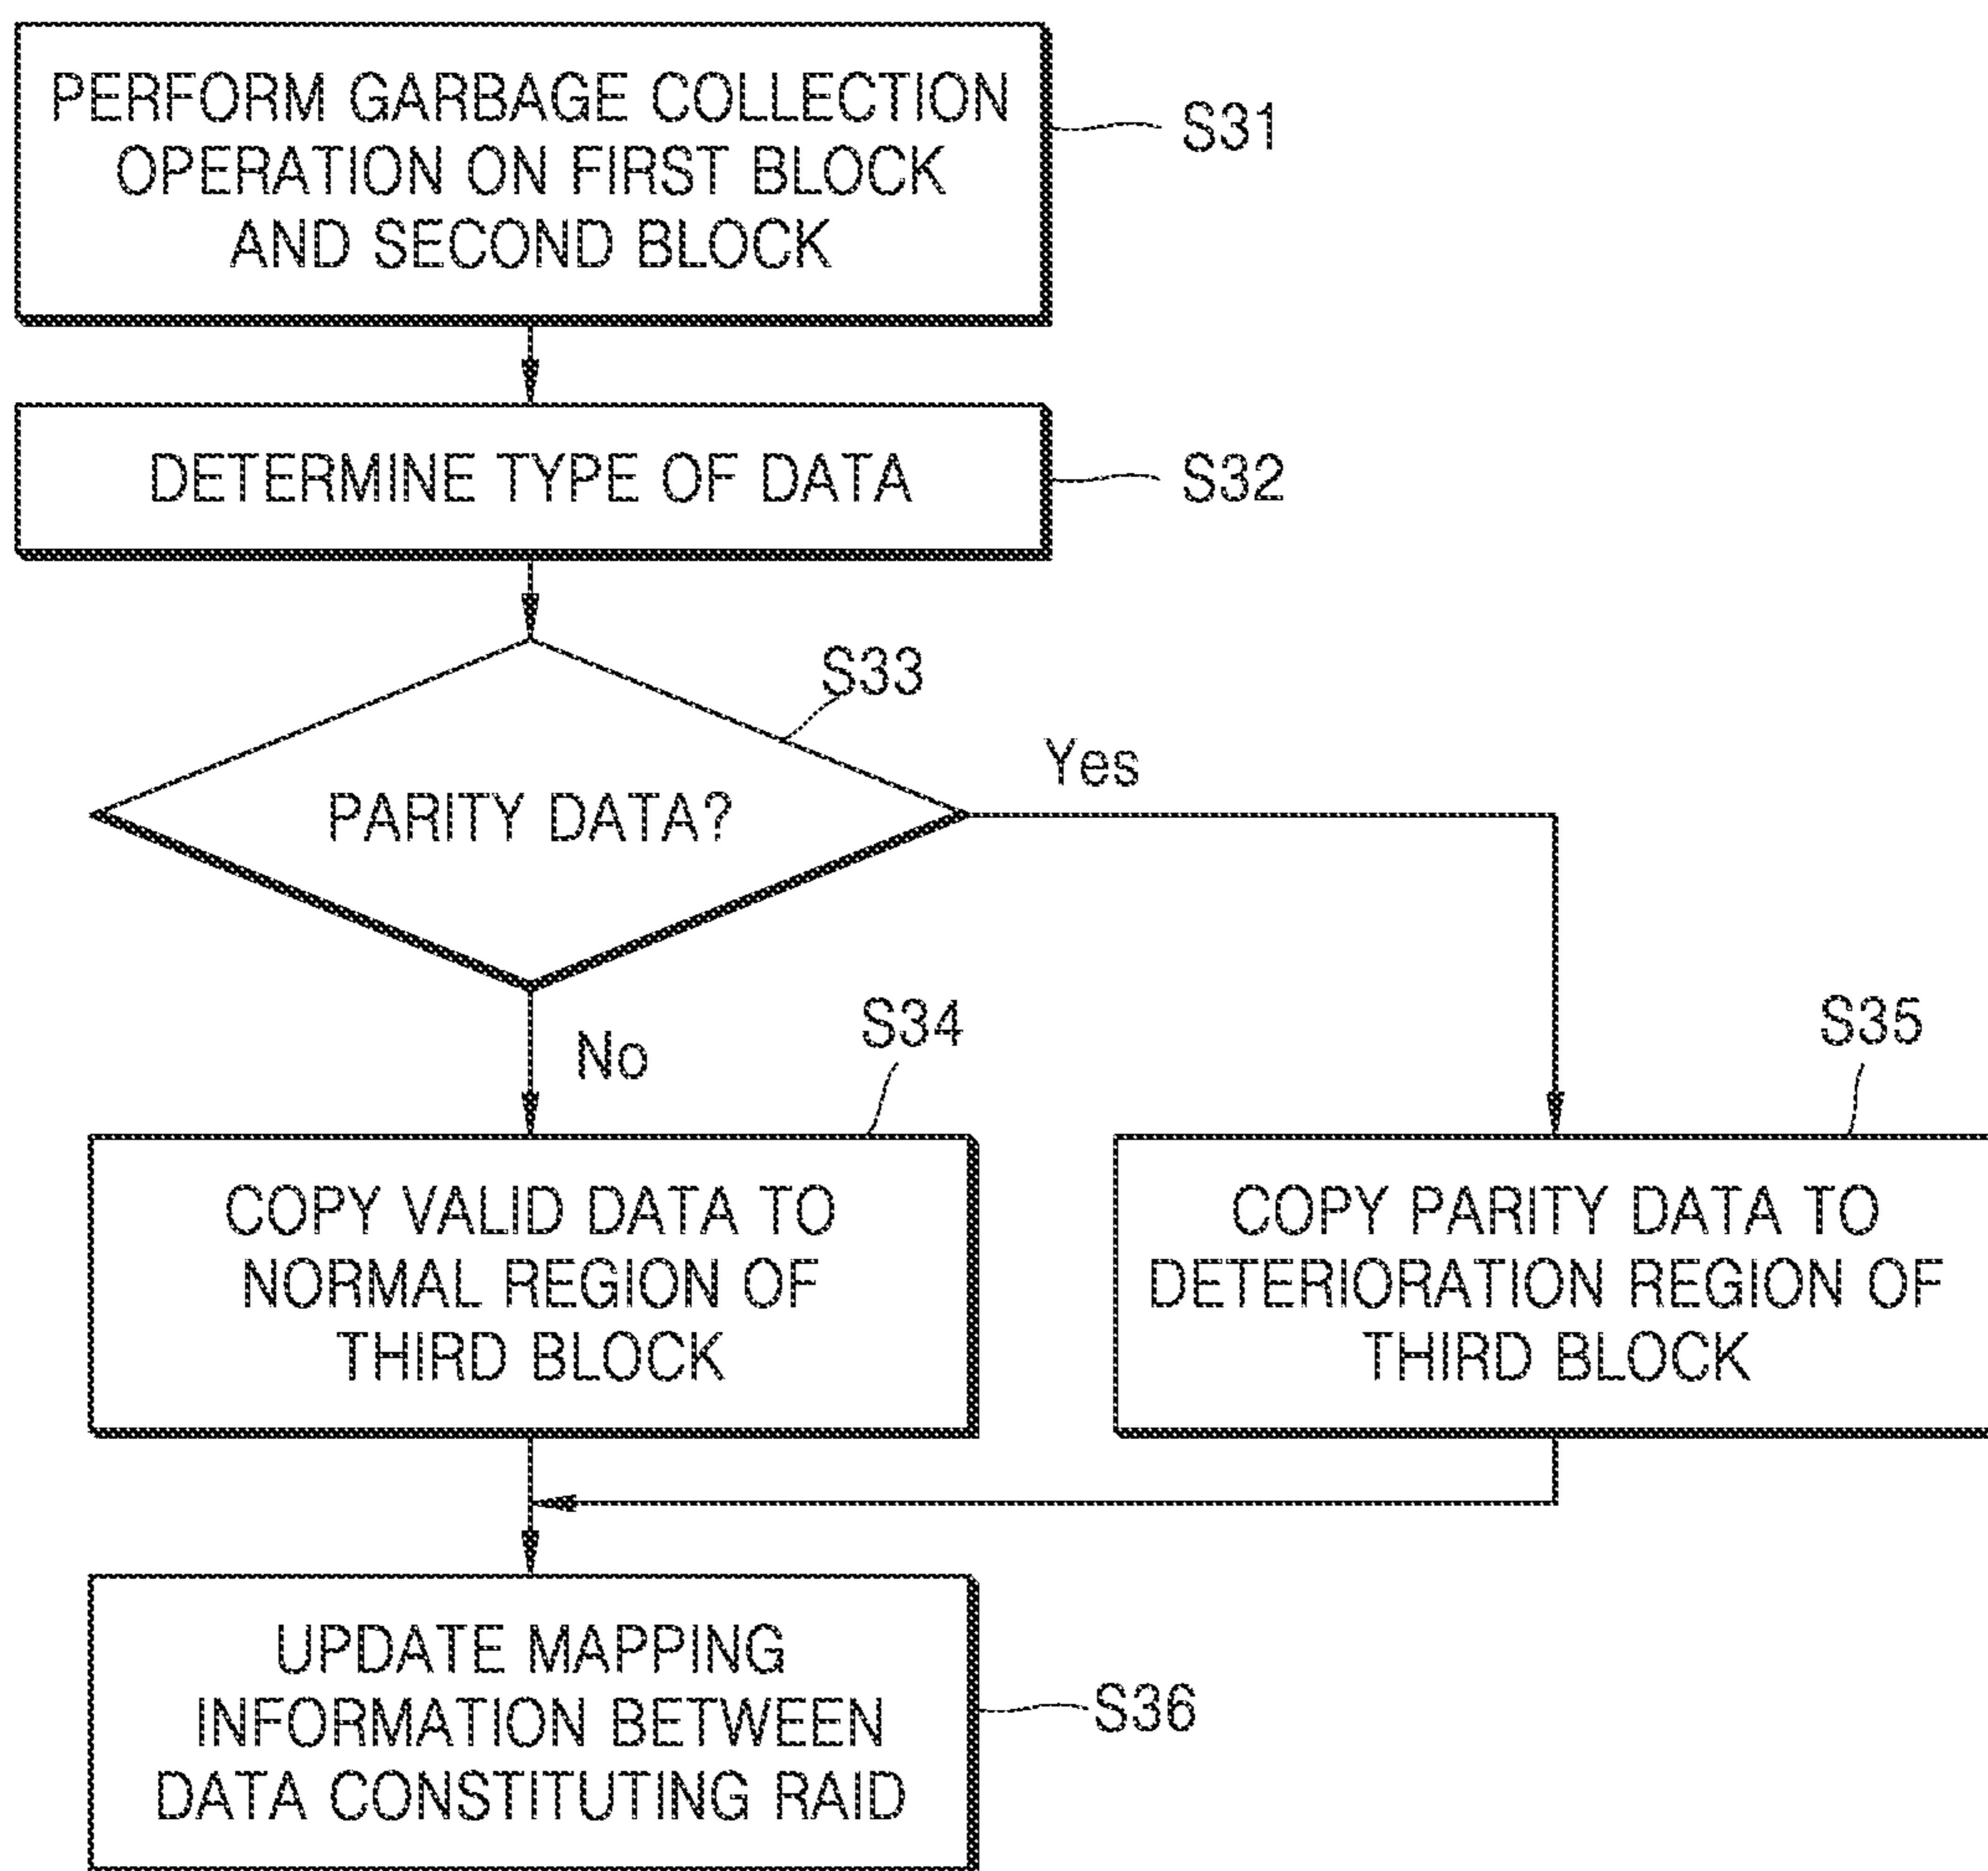 PERFORM GARBAGE COLLECTION
OPERATION ON FIRST BLOCK
AND SECOND BLOCK
S31
DETERMINE TYPE OF DATA
S32
S33
PARITY DATA?
Yes
No
S34
COPY VALID DATA TO
NORMAL REGION OF
THIRD BLOCK
S35
COPY PARITY DATA TO
DETERIORATION REGION OF
THIRD BLOCK
UPDATE MAPPING
INFORMATION BETWEEN
DATA CONSTITUTING RAID
S36